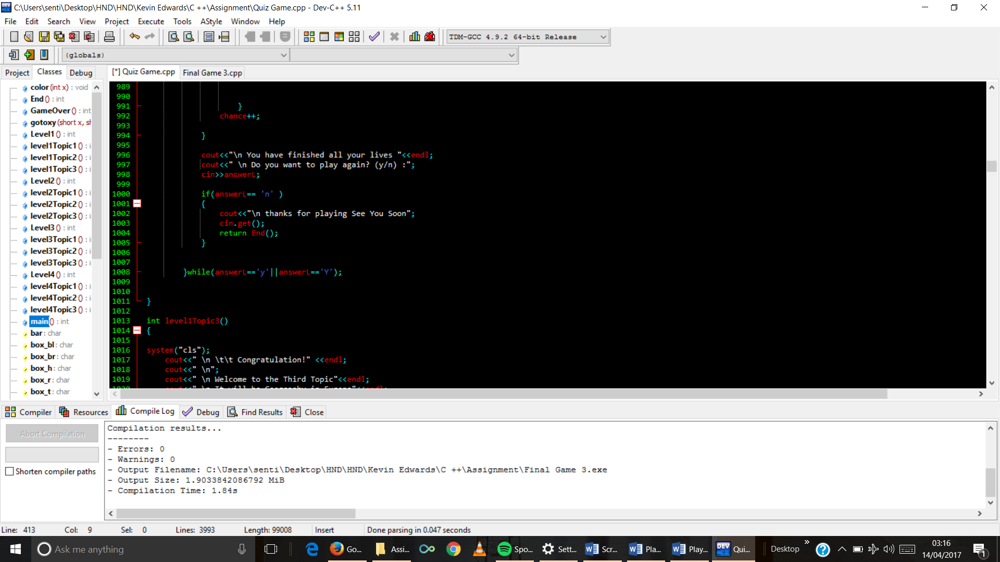 C:\Users\senti\Desktop\HND\HND\Kevin Edwards\C ++\Assignment\Quiz Game.cpp - Dev-C++ 5.11
File Edit Search View Project Execute Tools AStyle Window Help
TDM-GCC 4.9.2 64-bit Release
(globals)
Project Classes Debug
[*] Quiz Game.cpp Final Game 3.cpp
color (int x) : void
End () : int
GameOver () : int
gotoxy (short x, sh
Level1 () : int
level1Topic1 () : i
level1Topic2 () : i
level1Topic3 () : i
Level2 () : int
level2Topic1 () : i
level2Topic2 () : i
level2Topic3 () : i
Level3 () : int
level3Topic1 () : i
level3Topic2 () : i
level3Topic3 () : i
Level4 () : int
level4Topic1 () : i
level4Topic2 () : i
level4Topic3 () : i
main () : int
bar : char
box_bl : char
box_br : char
box_h : char
box_r : char
box_t : char
989
990
991 }
992 chance++;
993
994 }
995
996 cout<<"\n You have finished all your lives "<<endl;
997 cout<<" \n Do you want to play again? (y/n) :";
998 cin>>answerL;
999
1000 if(answerL== 'n' )
1001 {
1002 cout<<"\n thanks for playing See You Soon";
1003 cin.get();
1004 return End();
1005 }
1006
1007
1008 }while(answerL=='y'||answerL=='Y');
1009
1010
1011 }
1012
1013 int level1Topic3()
1014 {
1015
1016 system("cls");
1017 cout<<" \n \t\t Congratulation!" <<endl;
1018 cout<<" \n";
1019 cout<<" \n Welcome to the Third Topic"<<endl;
1020 cout<<" \n It will be Geography in Europe"<<endl;
Compiler Resources Compile Log Debug Find Results Close
Abort Compilation
Shorten compiler paths
Compilation results...
--------
- Errors: 0
- Warnings: 0
- Output Filename: C:\Users\senti\Desktop\HND\HND\Kevin Edwards\C ++\Assignment\Final Game 3.exe
- Output Size: 1.9033842086792 MiB
- Compilation Time: 1.84s
Line: 413 Col: 9 Sel: 0 Lines: 3993 Length: 99008 Insert Done parsing in 0.047 seconds
Ask me anything
Go... Assi... Spo... Sett... Scr... Pla... Play... DEV Qui... Desktop
03:16
14/04/2017
1